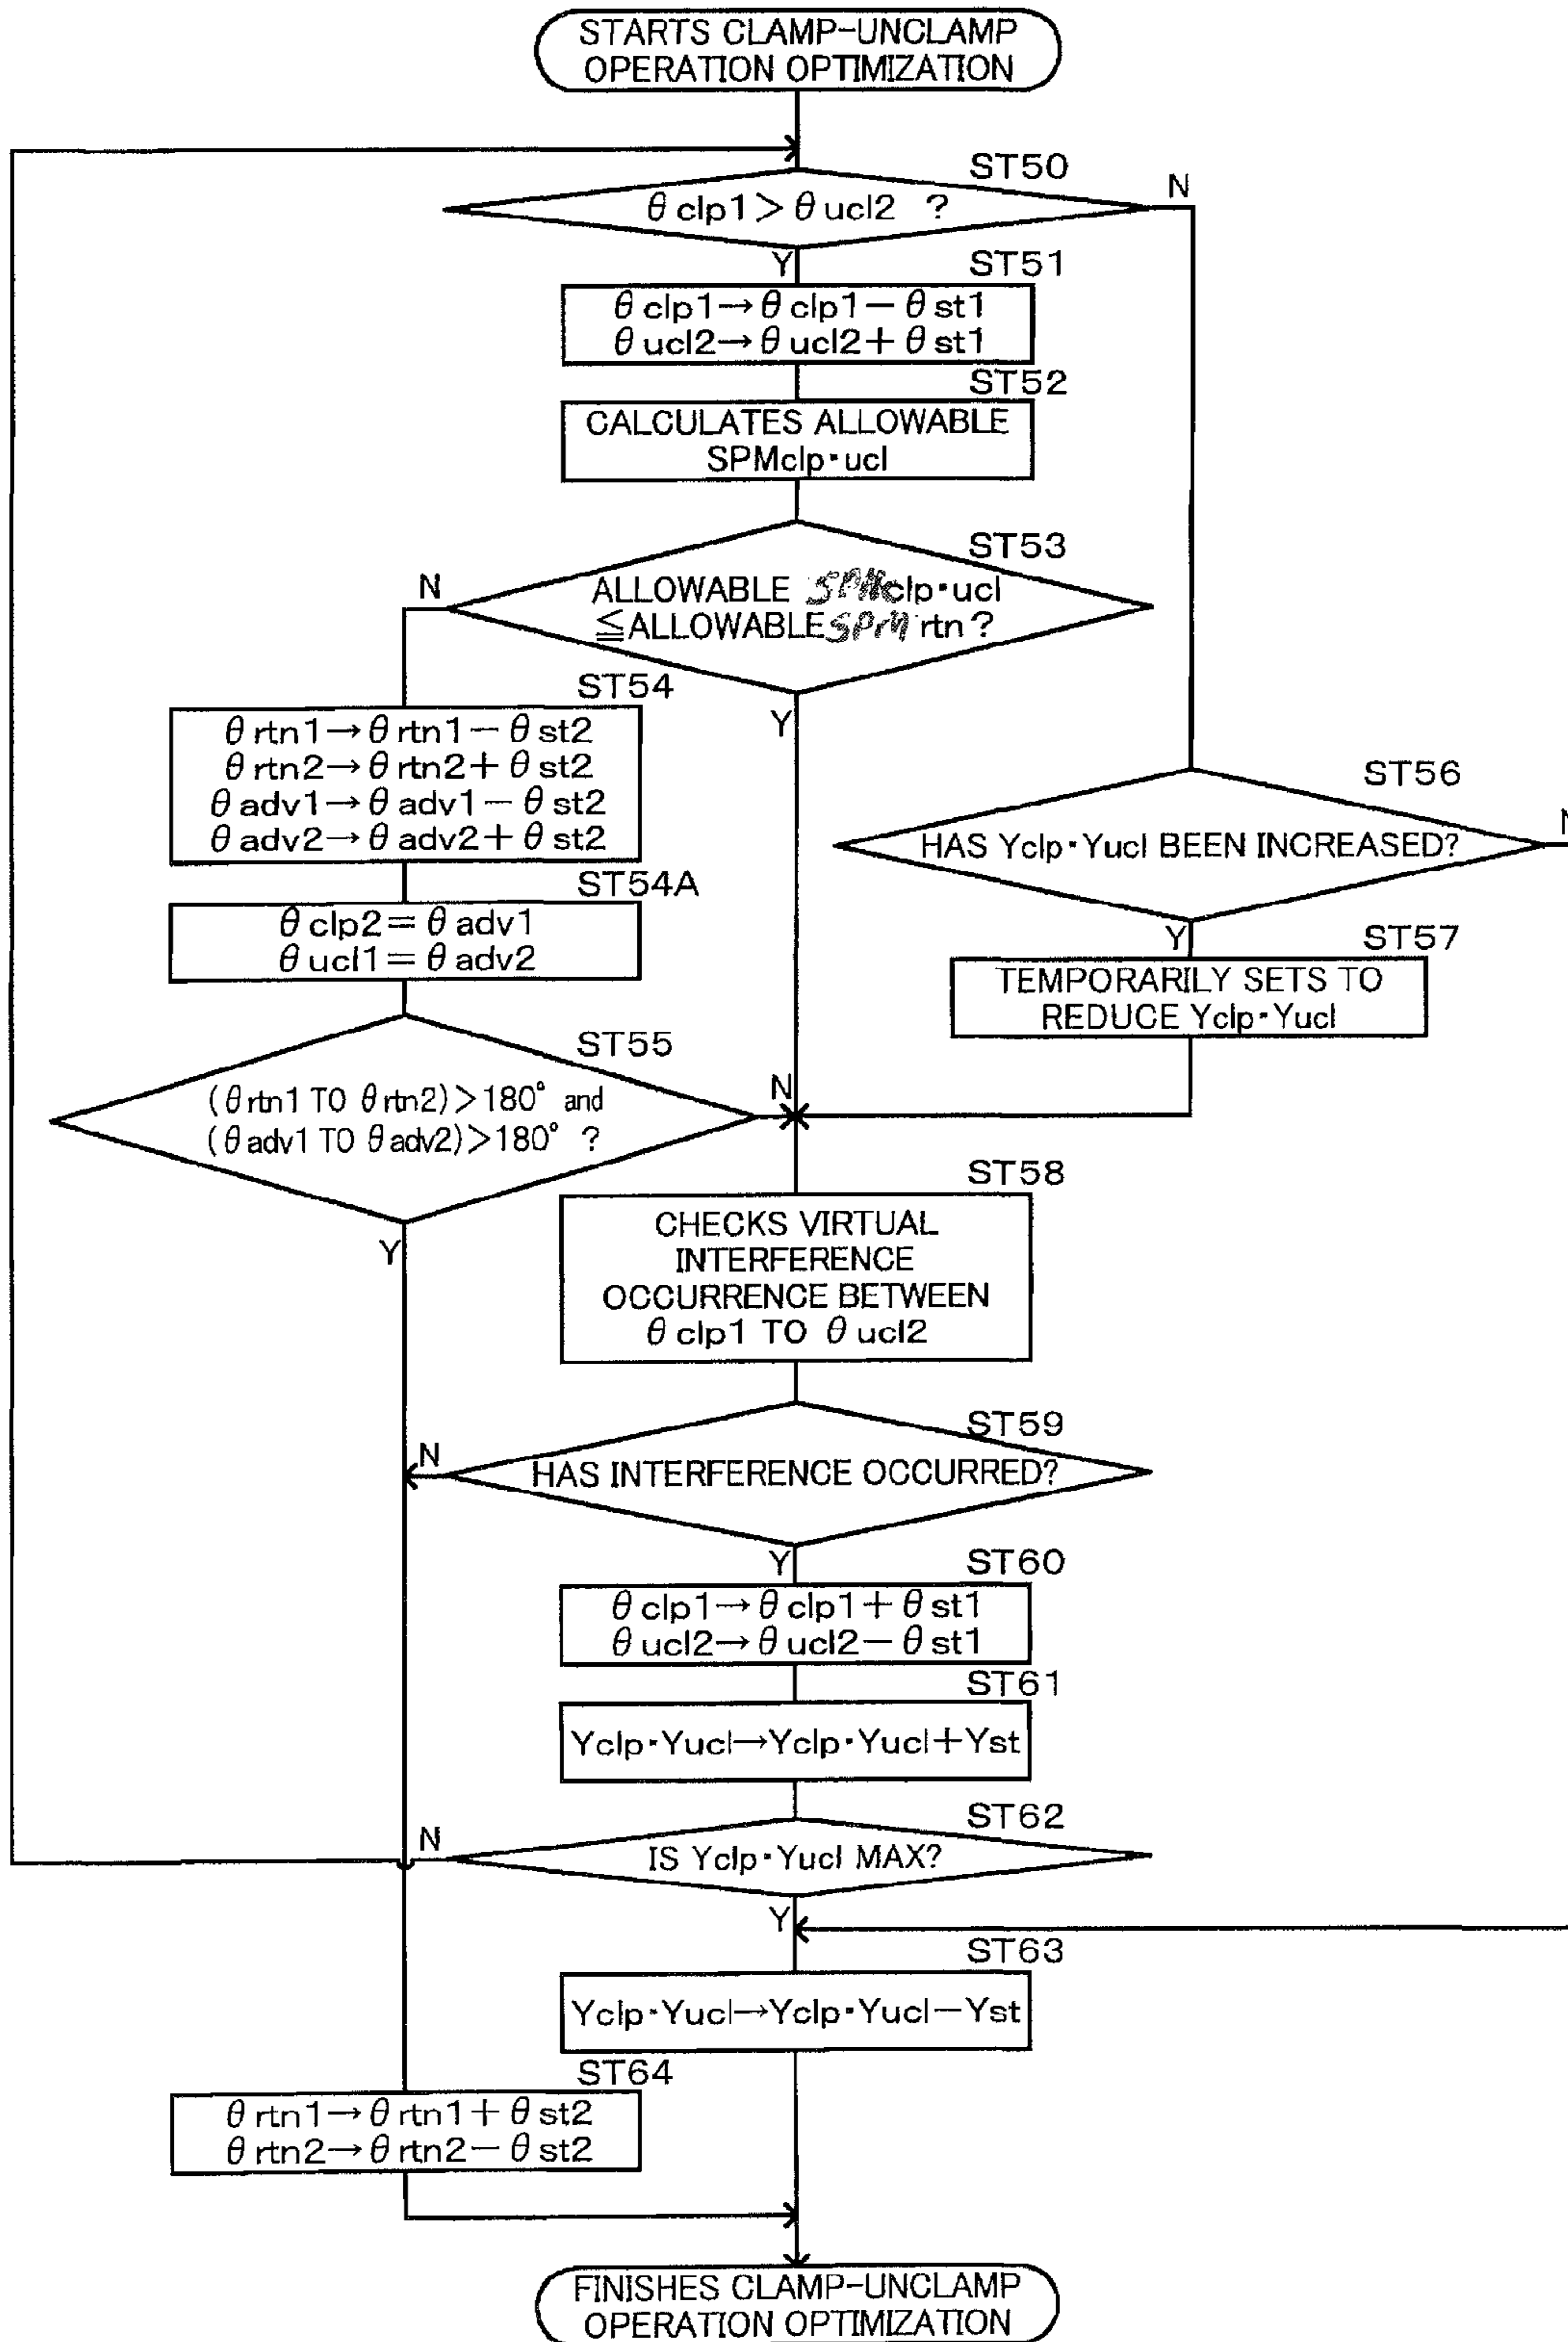 STARTS CLAMP-UNCLAMP
OPERATION OPTIMIZATION
ST50
N
θ clp1 > θ ucl2 ?
Y
ST51
θ clp1→θ clp1－θ st1
θ ucl2→θ ucl2＋θ st1
ST52
CALCULATES ALLOWABLE
SPMclp・ucl
ST53
N
ALLOWABLE SPMclp・ucl
≦ALLOWABLE SPM rtn?
Y
ST54
θ rtn1→θ rtn1－θ st2
θ rtn2→θ rtn2＋θ st2
θ adv1→θ adv1－θ st2
θ adv2→θ adv2＋θ st2
ST54A
θ clp2＝θ adv1
θ ucl1＝θ adv2
ST55
(θ rtn1 TO θ rtn2)＞180° and
(θ adv1 TO θ adv2)＞180° ?
N
Y
ST56
N
HAS Yclp・Yucl BEEN INCREASED?
Y
ST57
TEMPORARILY SETS TO
REDUCE Yclp・Yucl
ST58
CHECKS VIRTUAL
INTERFERENCE
OCCURRENCE BETWEEN
θ clp1 TO θ ucl2
ST59
N
HAS INTERFERENCE OCCURRED?
Y
ST60
θ clp1→θ clp1＋θ st1
θ ucl2→θ ucl2－θ st1
ST61
Yclp・Yucl→Yclp・Yucl＋Yst
ST62
N
IS Yclp・Yucl MAX?
Y
ST63
Yclp・Yucl→Yclp・Yucl－Yst
ST64
θ rtn1→θ rtn1＋θ st2
θ rtn2→θ rtn2－θ st2
FINISHES CLAMP-UNCLAMP
OPERATION OPTIMIZATION